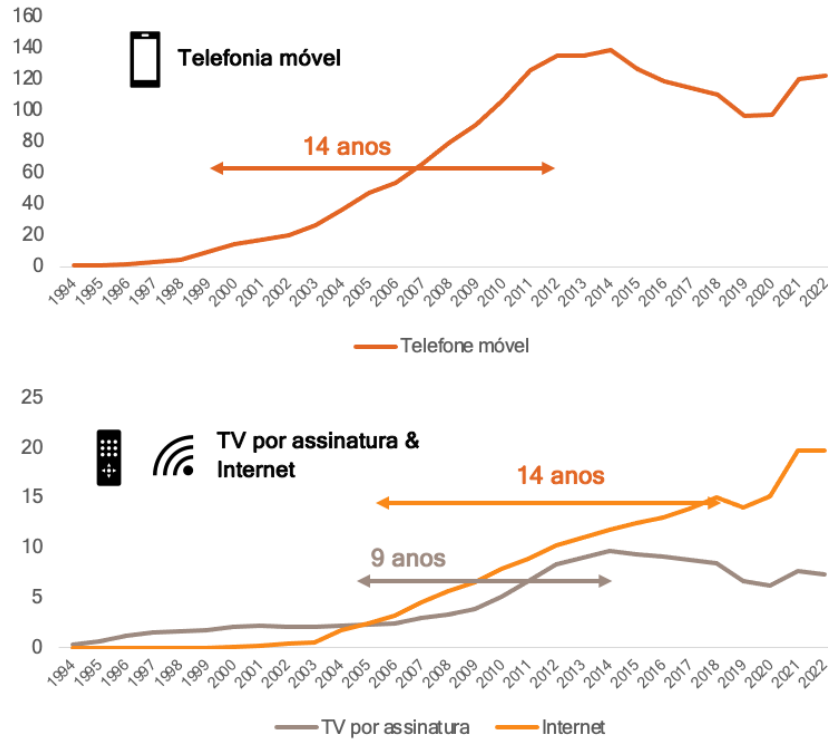 160
140
120
100
80
60
40
20
0
Telefonia móvel
14 anos
1994 1995 1996 1997 1998 1999 2000 2001 2002 2003 2004 2005 2006 2007 2008 2009 2010 2011 2012 2013 2014 2015 2016 2017 2018 2019 2020 2021 2022
Telefone móvel
25
20
15
10
5
0
TV por assinatura &
Internet
14 anos
9 anos
1994 1995 1996 1997 1998 1999 2000 2001 2002 2003 2004 2005 2006 2007 2008 2009 2010 2011 2012 2013 2014 2015 2016 2017 2018 2019 2020 2021 2022
TV por assinatura Internet